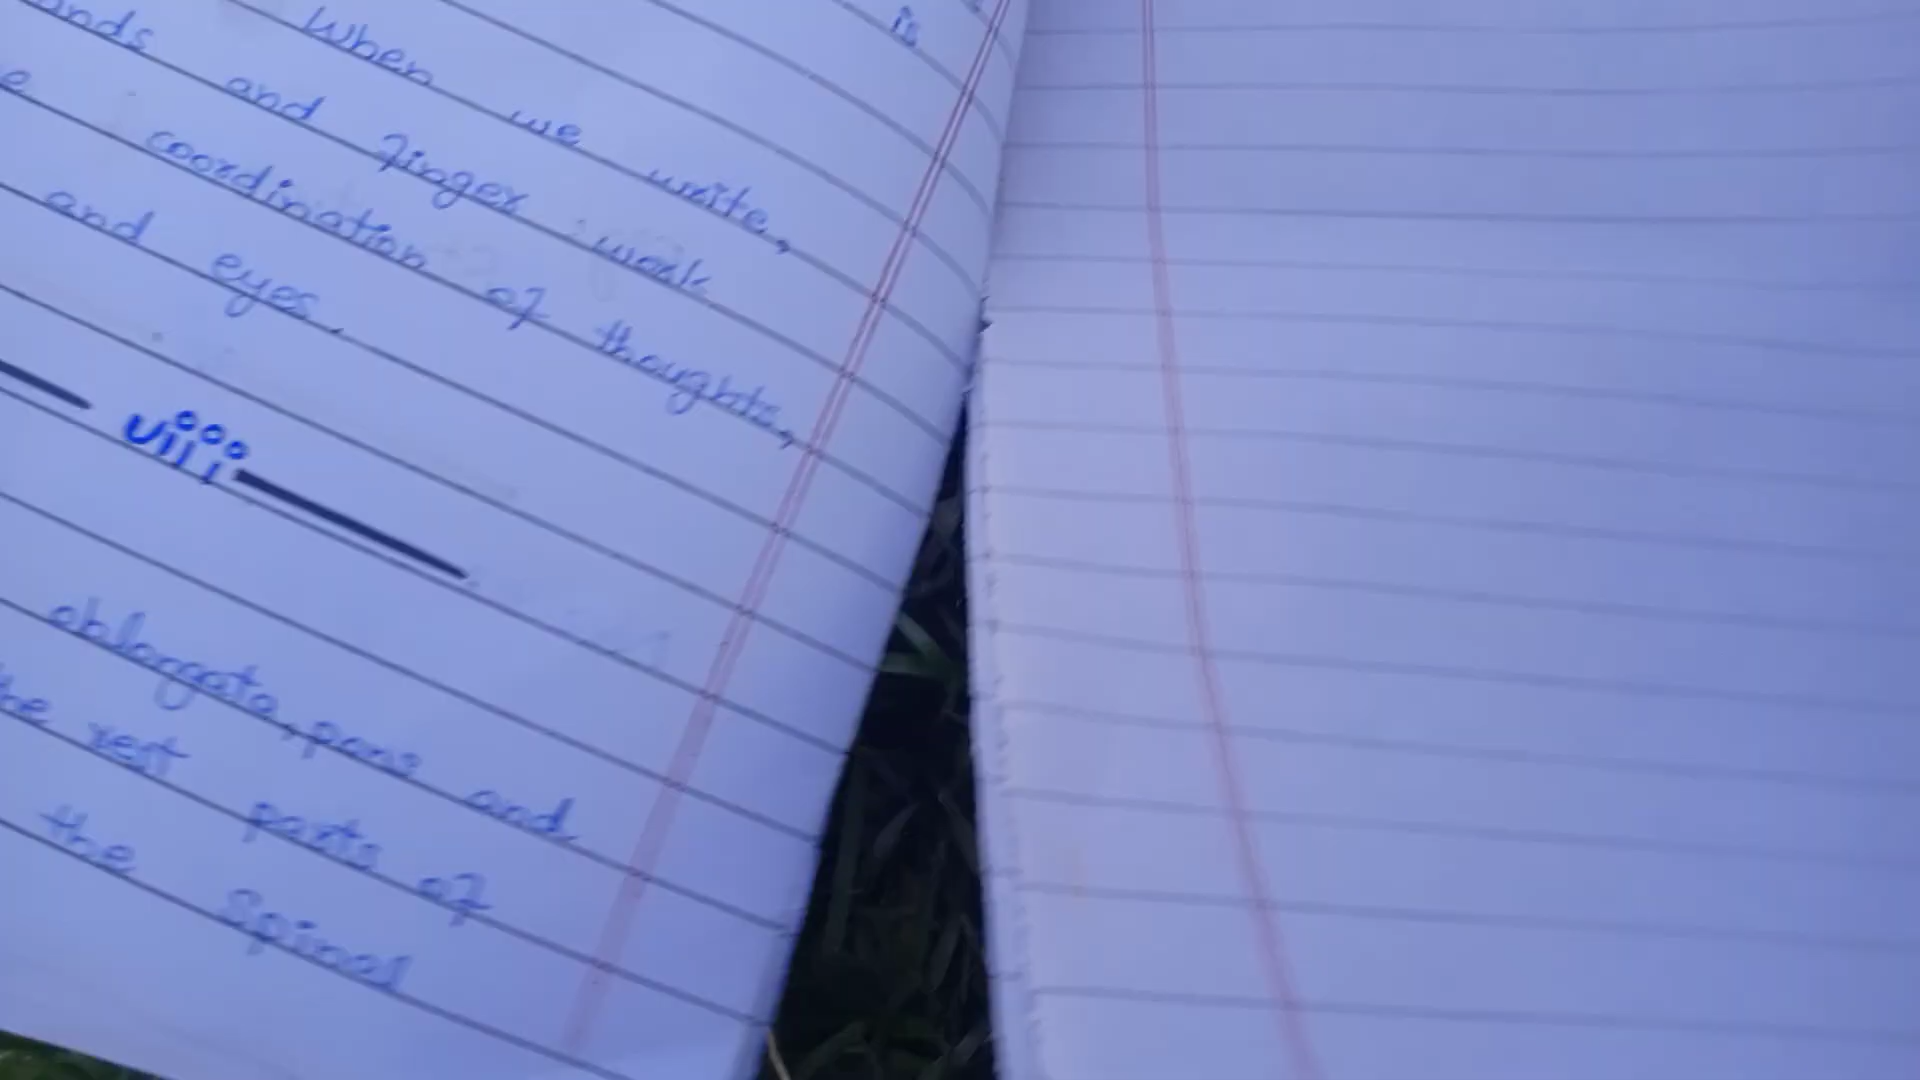 is
When we write,
and finger work
coordination of thoughts,
and eyes.
viii
oblongata, pons and
the rest parts of
the spinal